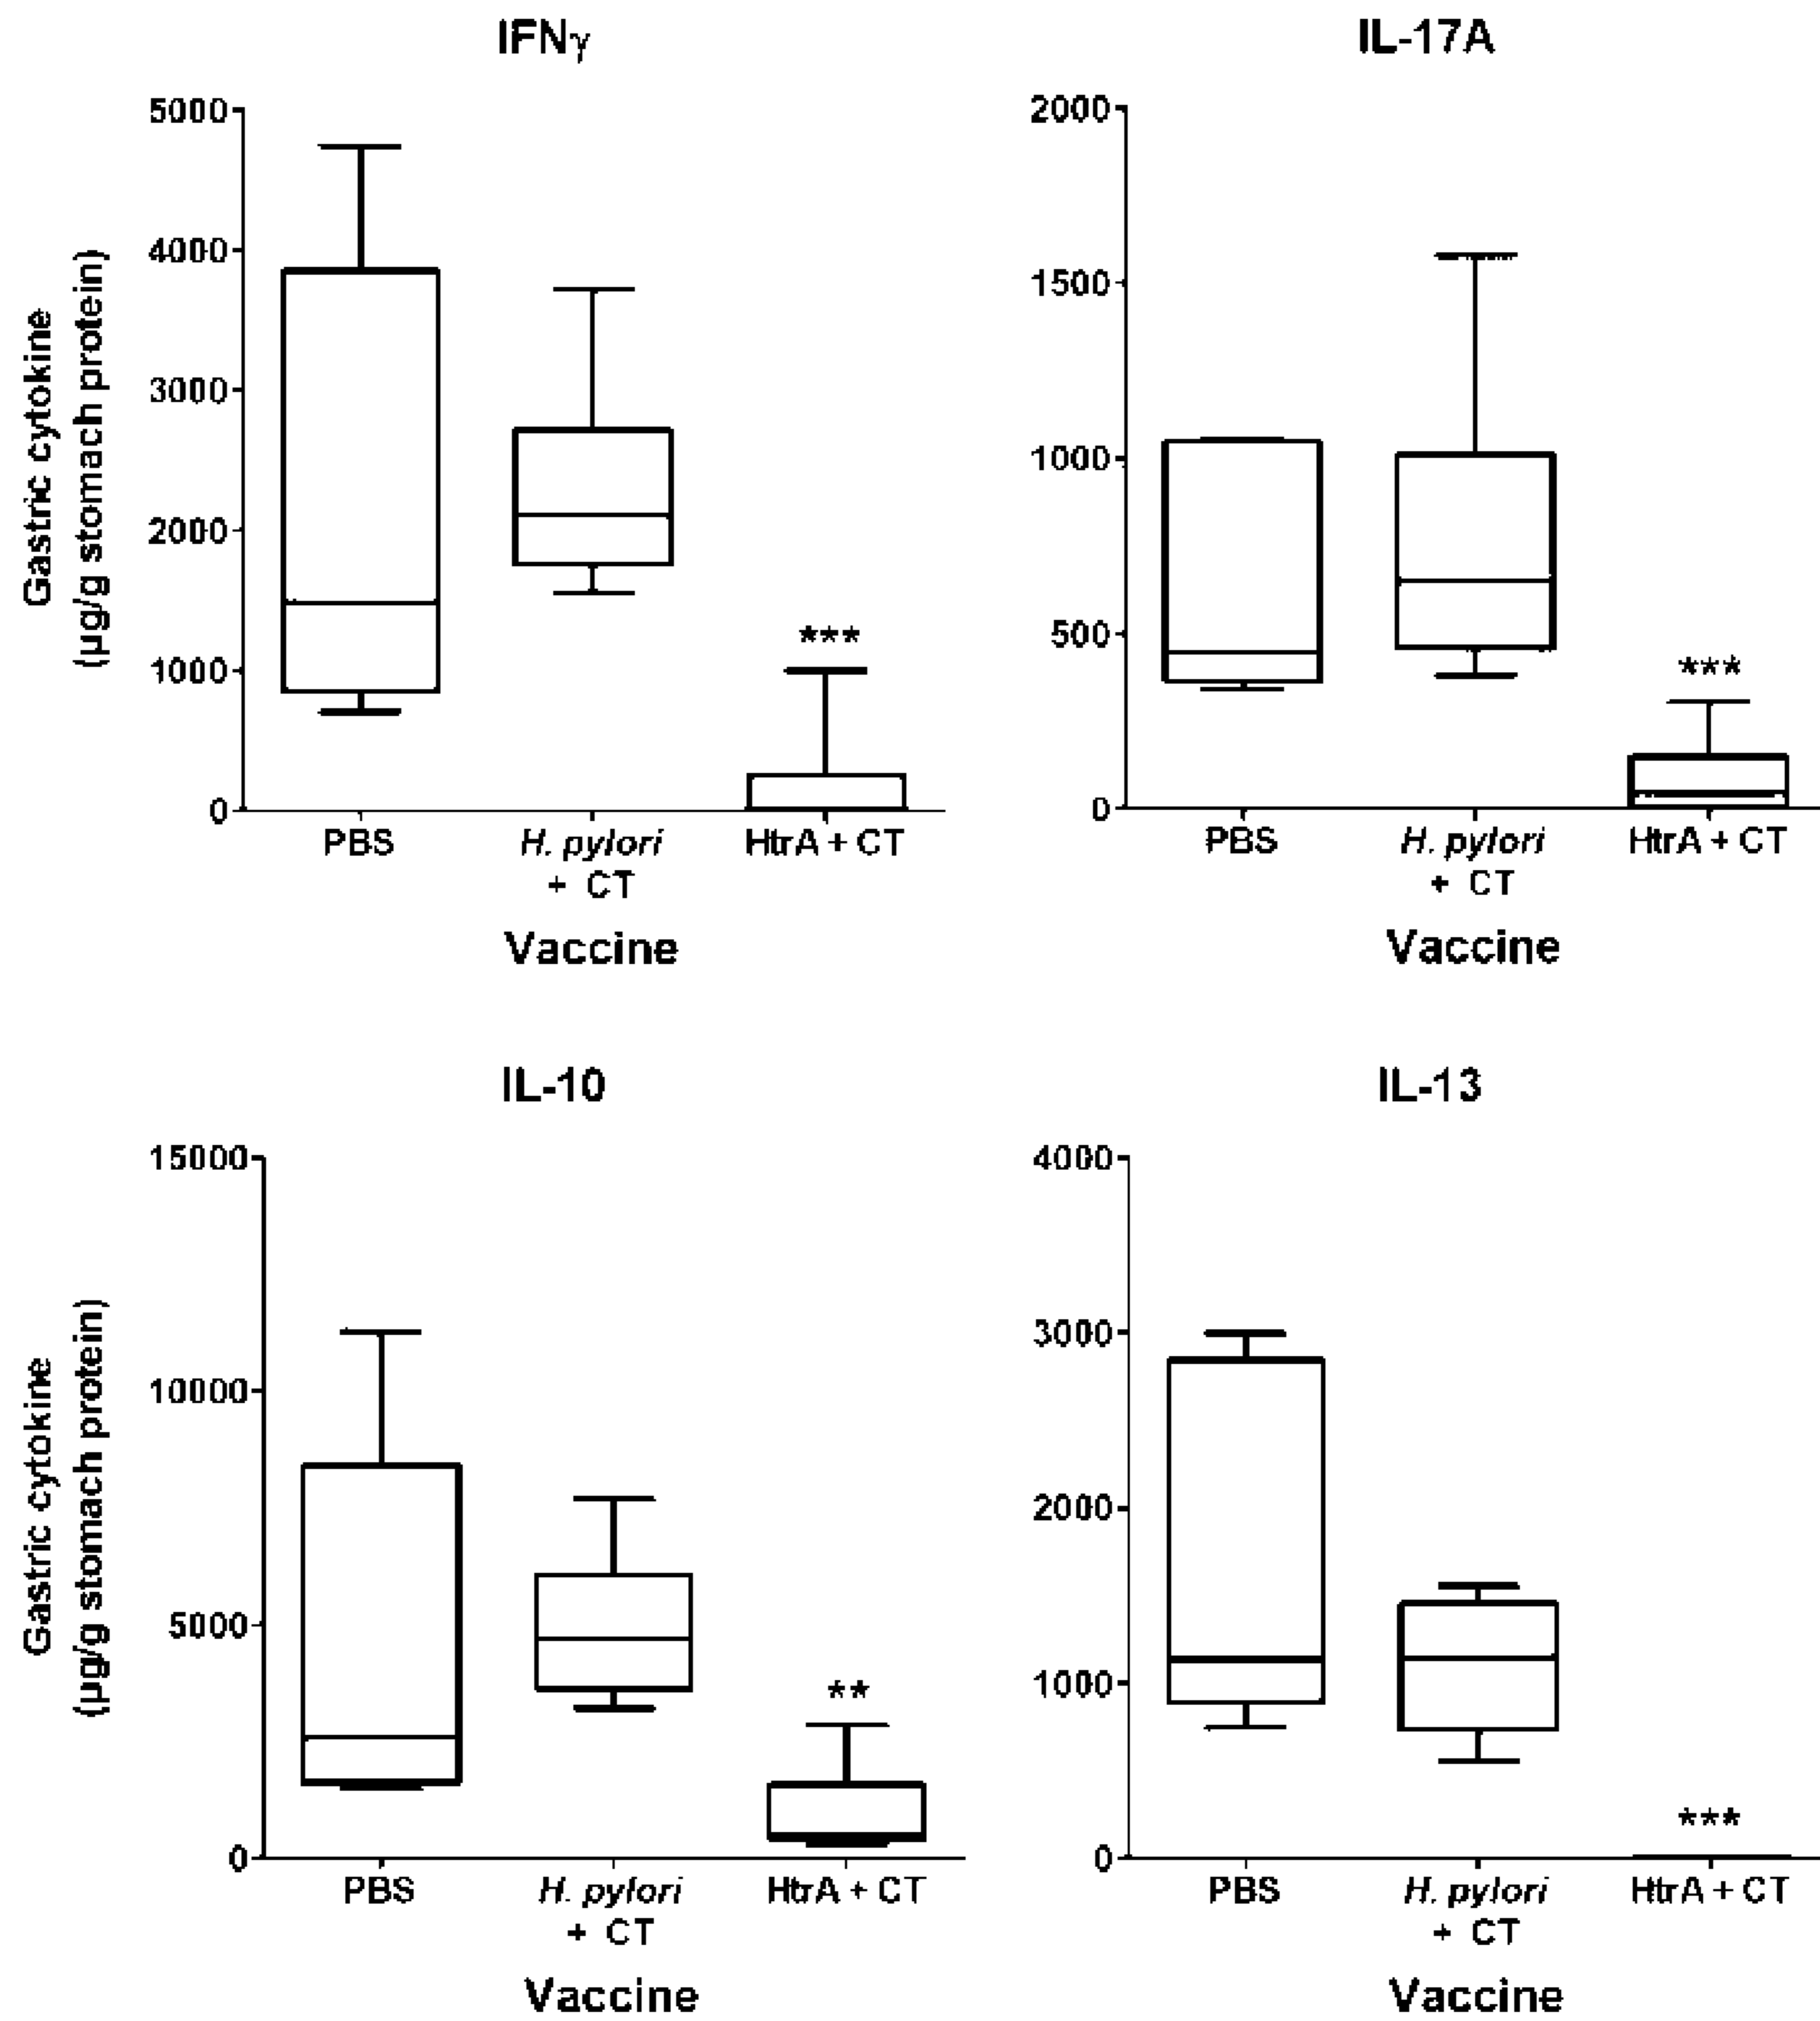 IFNγ
Gastric cytokine
(µg/g stomach protein)
5000
4000
3000
2000
1000
0
***
PBS
H. pylori
+ CT
HtrA + CT
Vaccine
IL-17A
2000
1500
1000
500
0
***
PBS
H. pylori
+ CT
HtrA + CT
Vaccine
IL-10
Gastric cytokine
(µg/g stomach protein)
15000
10000
5000
0
**
PBS
H. pylori
+ CT
HtrA + CT
Vaccine
IL-13
4000
3000
2000
1000
0
***
PBS
H. pylori
+ CT
HtrA + CT
Vaccine